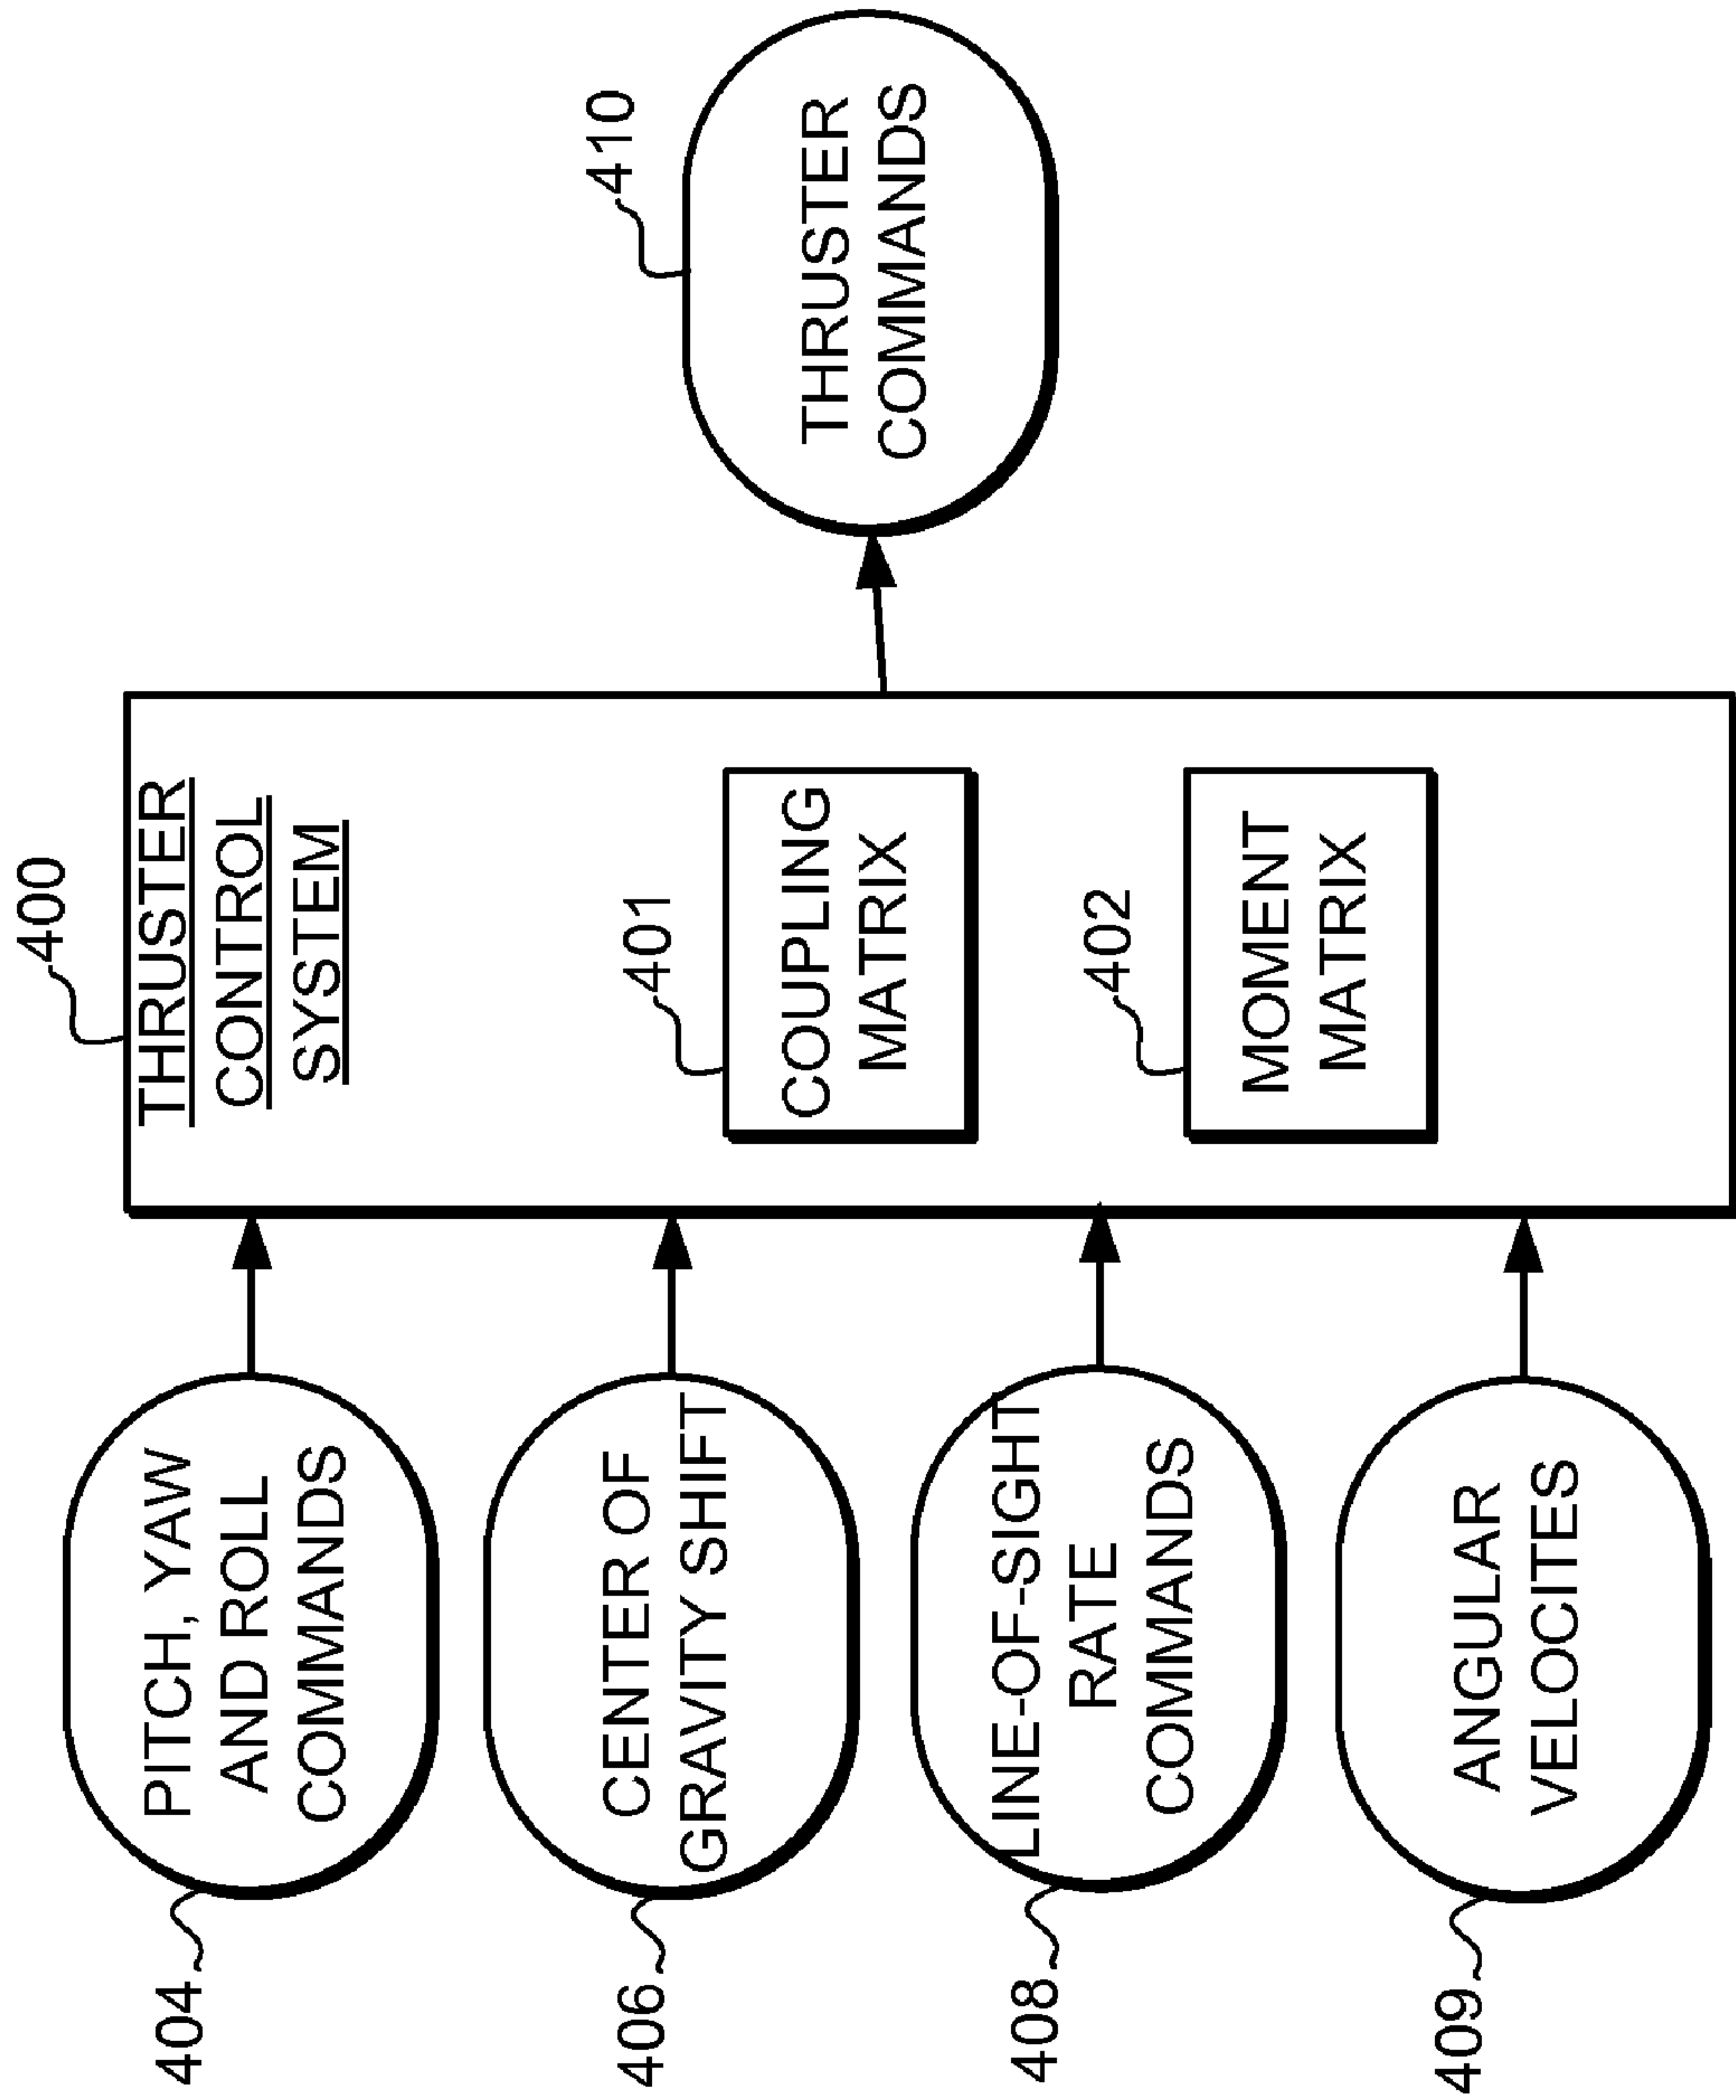 400
THRUSTER
CONTROL
SYSTEM
404
PITCH, YAW
AND ROLL
COMMANDS
406
CENTER OF
GRAVITY SHIFT
408
LINE-OF-SIGHT
RATE
COMMANDS
409
ANGULAR
VELOCITES
401
COUPLING
MATRIX
402
MOMENT
MATRIX
410
THRUSTER
COMMANDS